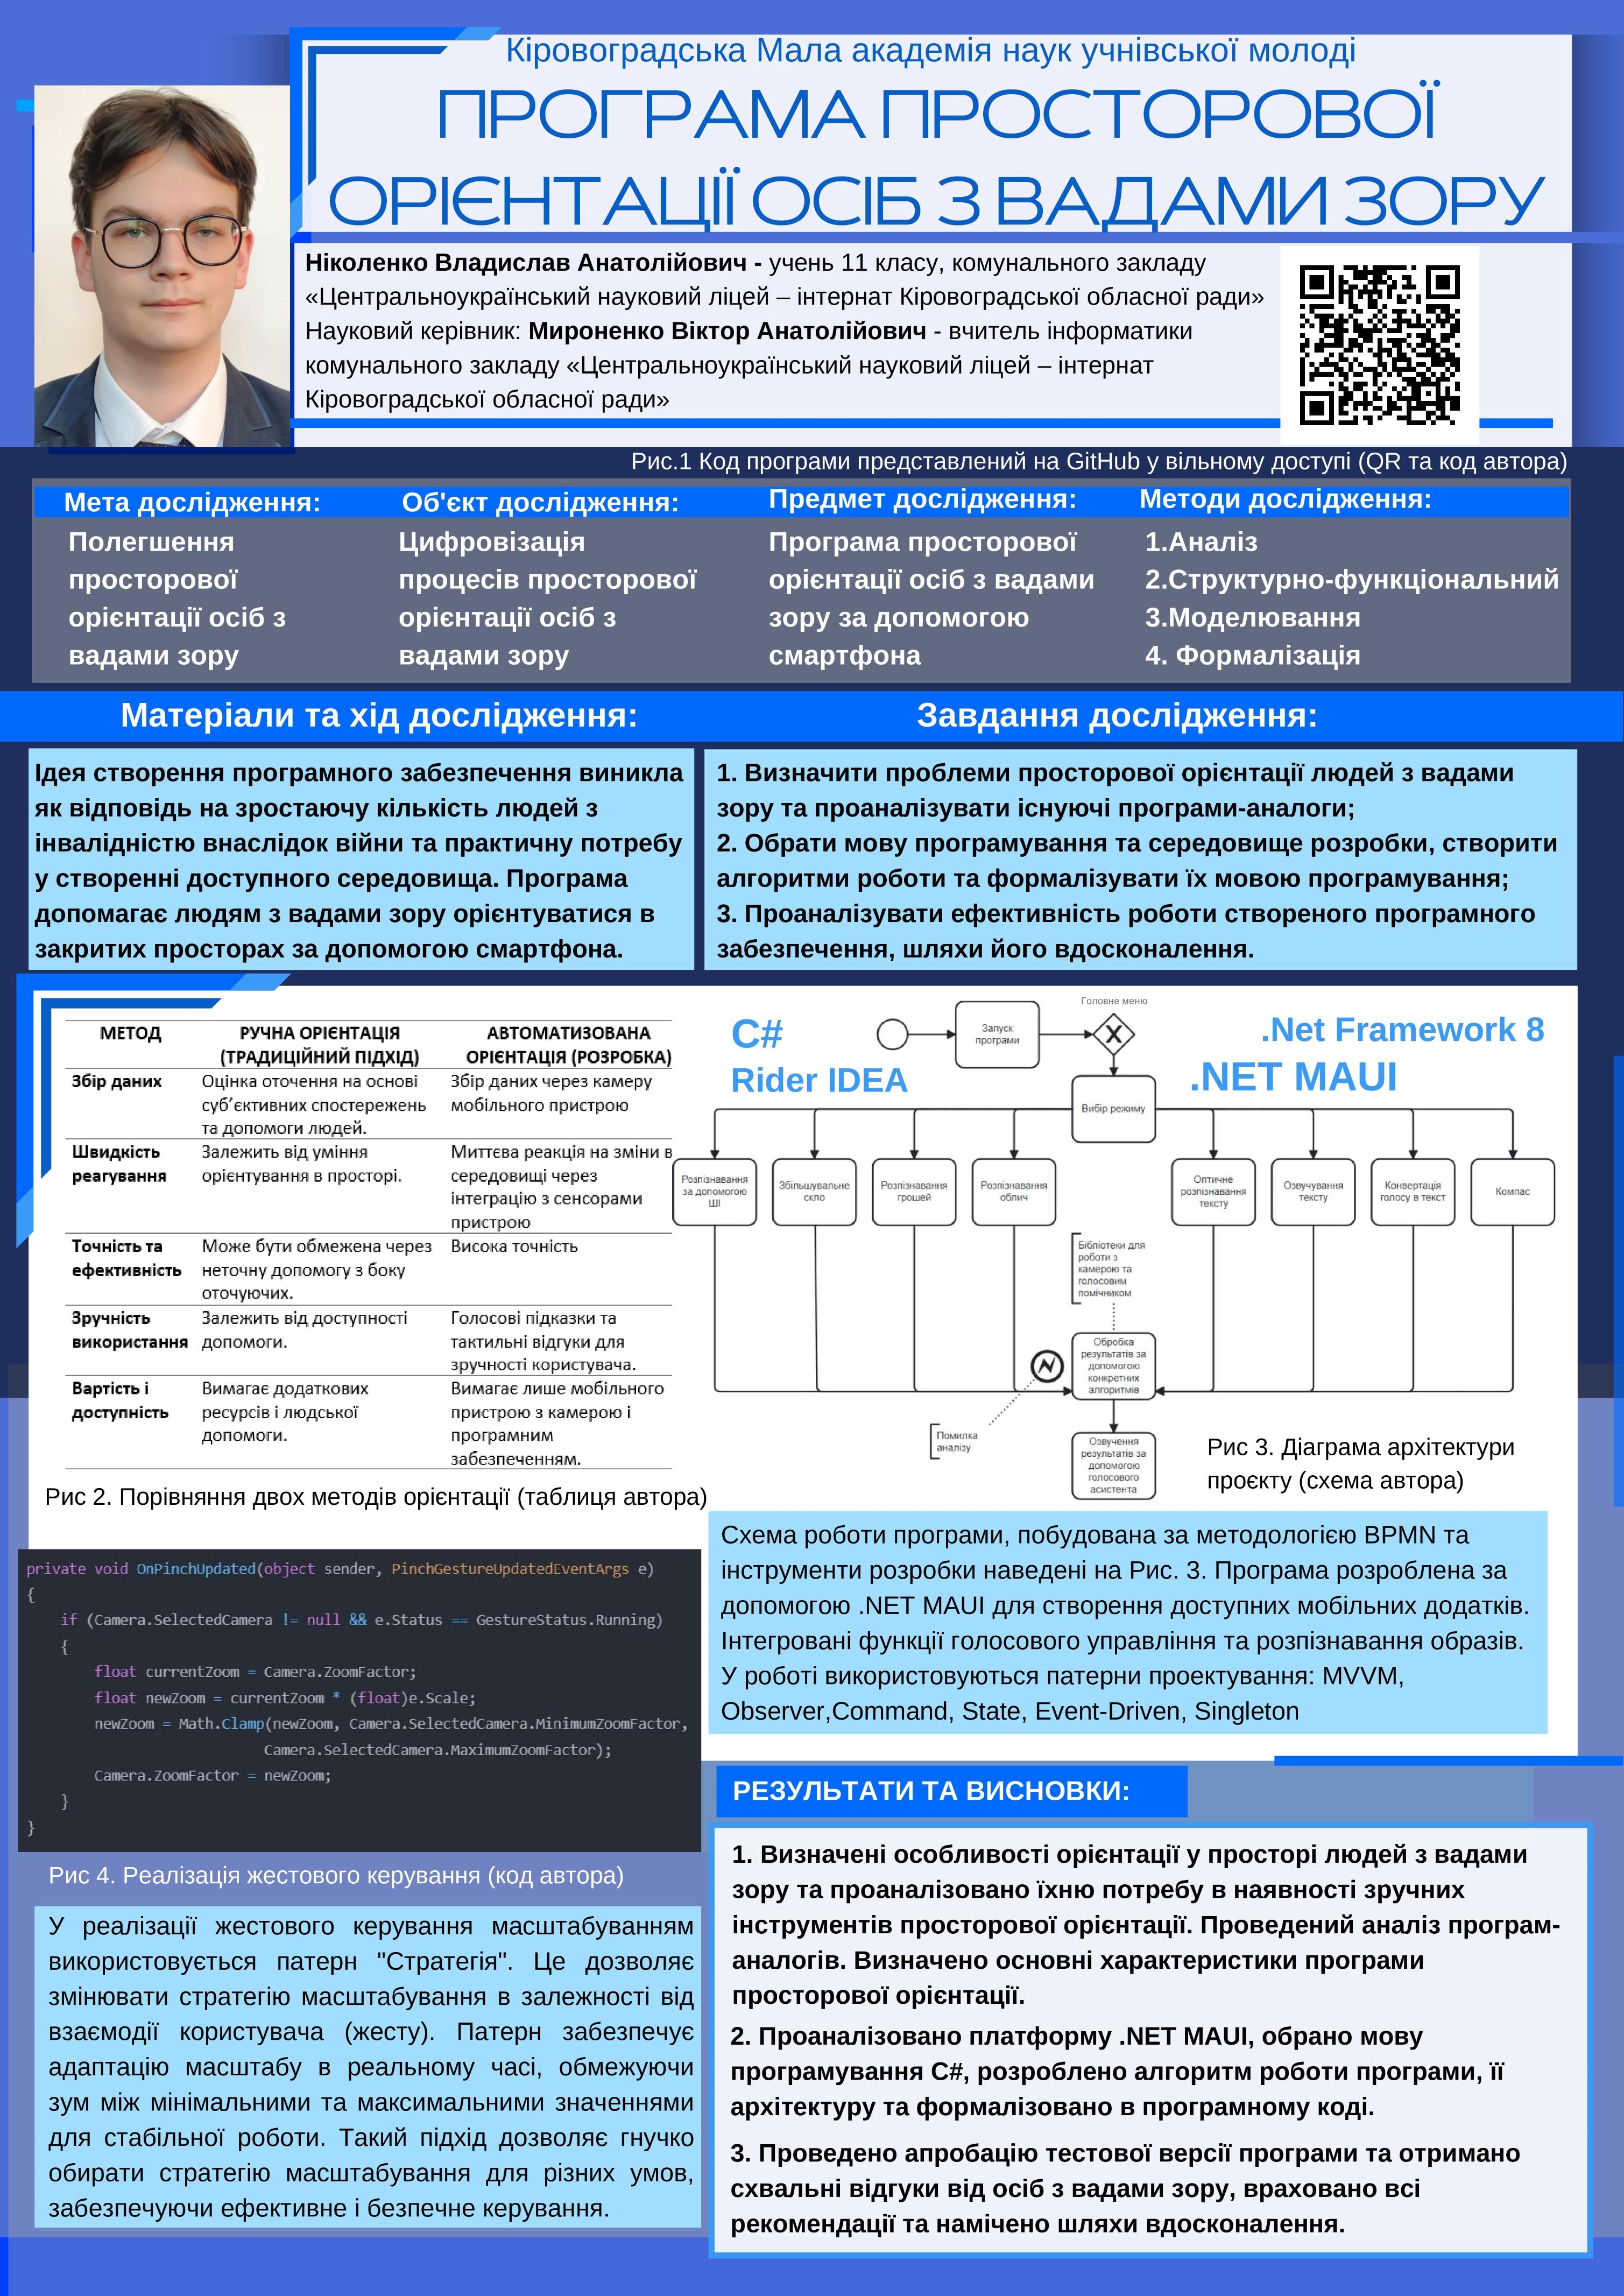 Кіровоградська Мала академія наук учнівської молоді
ПРОГРАМА ПРОСТОРОВОЇ
ОРІЄНТАЦІЇ ОСІБ З ВАДАМИ ЗОРУ
Ніколенко Владислав Анатолійович - учень 11 класу, комунального закладу
«Центральноукраїнський науковий ліцей – інтернат Кіровоградської обласної ради»
Науковий керівник: Мироненко Віктор Анатолійович - вчитель інформатики
комунального закладу «Центральноукраїнський науковий ліцей – інтернат
Кіровоградської обласної ради»
Рис.1 Код програми представлений на GitHub у вільному доступі (QR та код автора)
Мета дослідження:
Полегшення
просторової
орієнтації осіб з
вадами зору
Об'єкт дослідження:
Цифровізація
процесів просторової
орієнтації осіб з
вадами зору
Предмет дослідження:
Програма просторової
орієнтації осіб з вадами
зору за допомогою
смартфона
Методи дослідження:
1.Аналіз
2.Структурно-функціональний
3.Моделювання
4. Формалізація
Матеріали та хід дослідження:
Ідея створення програмного забезпечення виникла
як відповідь на зростаючу кількість людей з
інвалідністю внаслідок війни та практичну потребу
у створенні доступного середовища. Програма
допомагає людям з вадами зору орієнтуватися в
закритих просторах за допомогою смартфона.
Завдання дослідження:
1. Визначити проблеми просторової орієнтації людей з вадами
зору та проаналізувати існуючі програми-аналоги;
2. Обрати мову програмування та середовище розробки, створити
алгоритми роботи та формалізувати їх мовою програмування;
3. Проаналізувати ефективність роботи створеного програмного
забезпечення, шляхи його вдосконалення.
МЕТОД
РУЧНА ОРІЄНТАЦІЯ
(ТРАДИЦІЙНИЙ ПІДХІД)
АВТОМАТИЗОВАНА
ОРІЄНТАЦІЯ (РОЗРОБКА)
Збір даних
Оцінка оточення на основі
суб’єктивних спостережень
та допомоги людей.
Збір даних через камеру
мобільного пристрою
Швидкість
реагування
Залежить від уміння
орієнтування в просторі.
Миттєва реакція на зміни в
середовищі через
інтеграцію з сенсорами
пристрою
Точність та
ефективність
Може бути обмежена через
неточну допомогу з боку
оточуючих.
Висока точність
Зручність
використання
Залежить від доступності
допомоги.
Голосові підказки та
тактильні відгуки для
зручності користувача.
Вартість і
доступність
Вимагає додаткових
ресурсів і людської
допомоги.
Вимагає лише мобільного
пристрою з камерою і
програмним
забезпеченням.
Рис 2. Порівняння двох методів орієнтації (таблиця автора)
C#
Rider IDEA
.Net Framework 8
.NET MAUI
Запуск
програми
Головне меню
Вибір режиму
Розпізнавання
за допомогою
ШІ
Збільшувальне
скло
Розпізнавання
грошей
Розпізнавання
облич
Оптичне
розпізнавання
тексту
Озвучування
тексту
Конвертація
голосу в текст
Компас
Бібліотеки для
роботи з
камерою та
голосовим
помічником
Обробка
результатів за
допомогою
конкретних
алгоритмів
Помилка
аналізу
Озвучення
результатів за
допомогою
голосового
асистента
Рис 3. Діаграма архітектури
проєкту (схема автора)
Схема роботи програми, побудована за методологією BPMN та
інструменти розробки наведені на Рис. 3. Програма розроблена за
допомогою .NET MAUI для створення доступних мобільних додатків.
Інтегровані функції голосового управління та розпізнавання образів.
У роботі використовуються патерни проектування: MVVM,
Observer,Command, State, Event-Driven, Singleton
private void OnPinchUpdated(object sender, PinchGestureUpdatedEventArgs e)
{
if (Camera.SelectedCamera != null && e.Status == GestureStatus.Running)
{
float currentZoom = Camera.ZoomFactor;
float newZoom = currentZoom * (float)e.Scale;
newZoom = Math.Clamp(newZoom, Camera.SelectedCamera.MinimumZoomFactor,
Camera.SelectedCamera.MaximumZoomFactor);
Camera.ZoomFactor = newZoom;
}
}
Рис 4. Реалізація жестового керування (код автора)
У реалізації жестового керування масштабуванням
використовується патерн "Стратегія". Це дозволяє
змінювати стратегію масштабування в залежності від
взаємодії користувача (жесту). Патерн забезпечує
адаптацію масштабу в реальному часі, обмежуючи
зум між мінімальними та максимальними значеннями
для стабільної роботи. Такий підхід дозволяє гнучко
обирати стратегію масштабування для різних умов,
забезпечуючи ефективне і безпечне керування.
РЕЗУЛЬТАТИ ТА ВИСНОВКИ:
1. Визначені особливості орієнтації у просторі людей з вадами
зору та проаналізовано їхню потребу в наявності зручних
інструментів просторової орієнтації. Проведений аналіз програм-
аналогів. Визначено основні характеристики програми
просторової орієнтації.
2. Проаналізовано платформу .NET MAUI, обрано мову
програмування C#, розроблено алгоритм роботи програми, її
архітектуру та формалізовано в програмному коді.
3. Проведено апробацію тестової версії програми та отримано
схвальні відгуки від осіб з вадами зору, враховано всі
рекомендації та намічено шляхи вдосконалення.